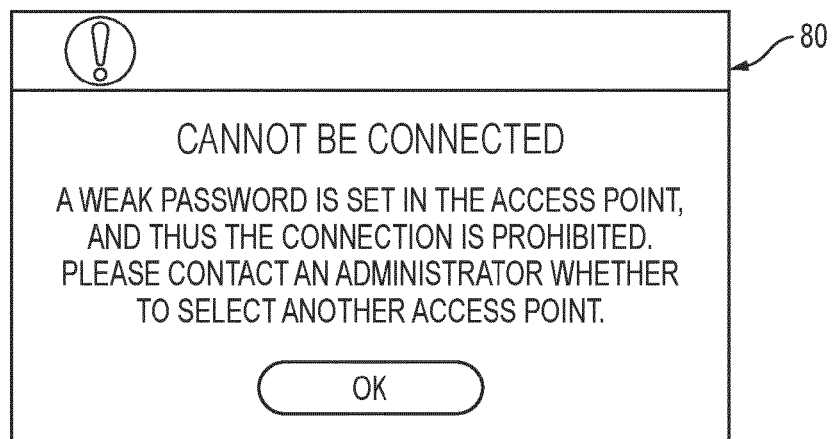 80
CANNOT BE CONNECTED
A WEAK PASSWORD IS SET IN THE ACCESS POINT,
AND THUS THE CONNECTION IS PROHIBITED.
PLEASE CONTACT AN ADMINISTRATOR WHETHER
TO SELECT ANOTHER ACCESS POINT.
OK